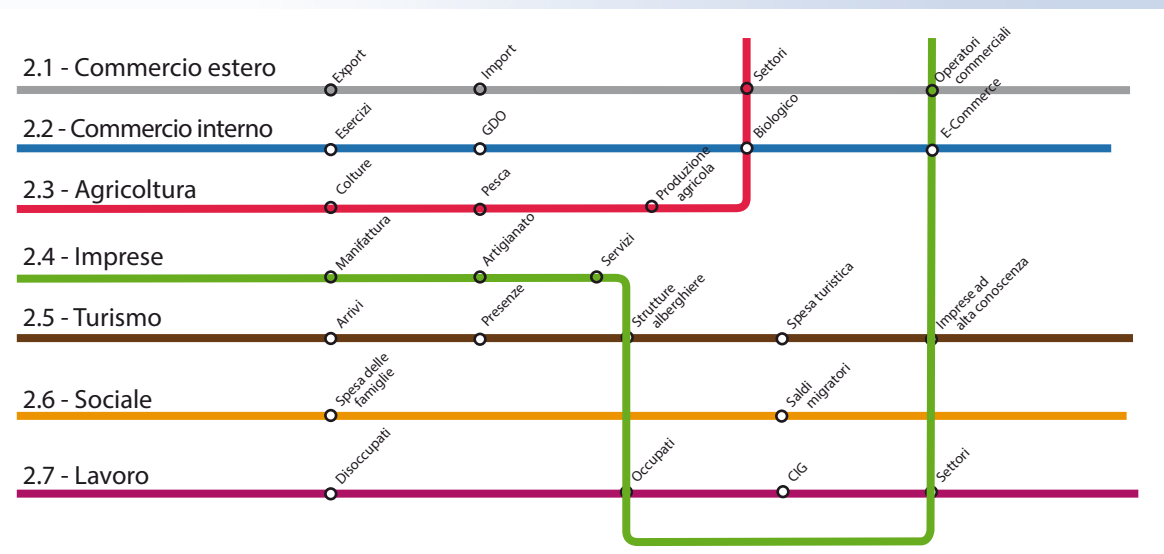 2.1 - Commercio estero
Export
Import
Settori
Operatori
commerciali
2.2 - Commercio interno
Esercizi
GDO
Biologico
E-Commerce
2.3 - Agricoltura
Colture
Pesca
Produzione
agricola
2.4 - Imprese
Manifattura
Artigianato
Servizi
2.5 - Turismo
Arrivi
Presenze
Strutture
alberghiere
Spesa turistica
Imprese ad
alta conoscenza
2.6 - Sociale
Spesa delle
famiglie
Saldi
migratori
2.7 - Lavoro
Disoccupati
Occupati
CIG
Settori